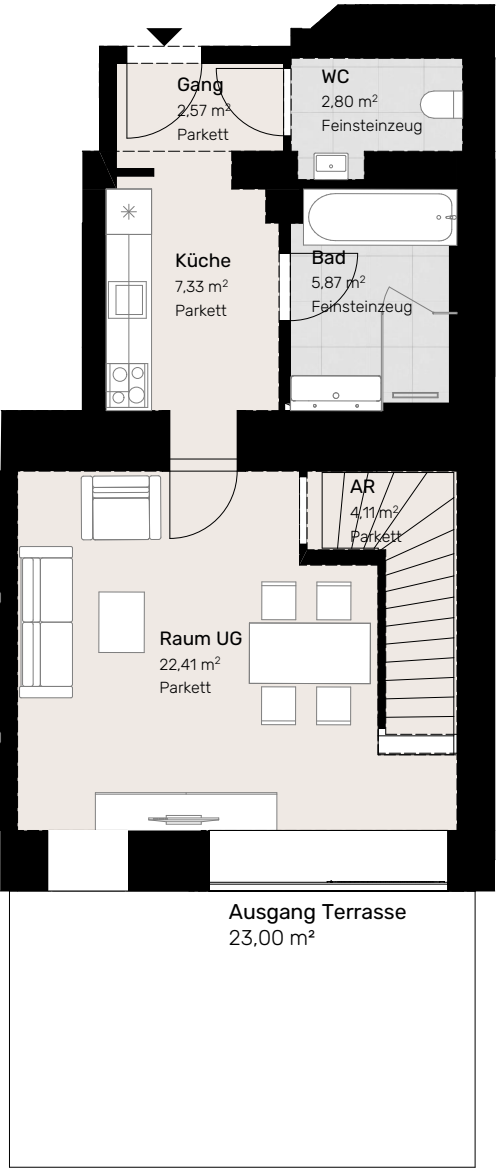 Gang
2,57 m²
Parkett
WC
2,80 m²
Feinsteinzeug
Küche
7,33 m²
Parkett
Bad
5,87 m²
Feinsteinzeug
AR
4,11 m²
Parkett
Raum UG
22,41 m²
Parkett
Ausgang Terrasse
23,00 m²